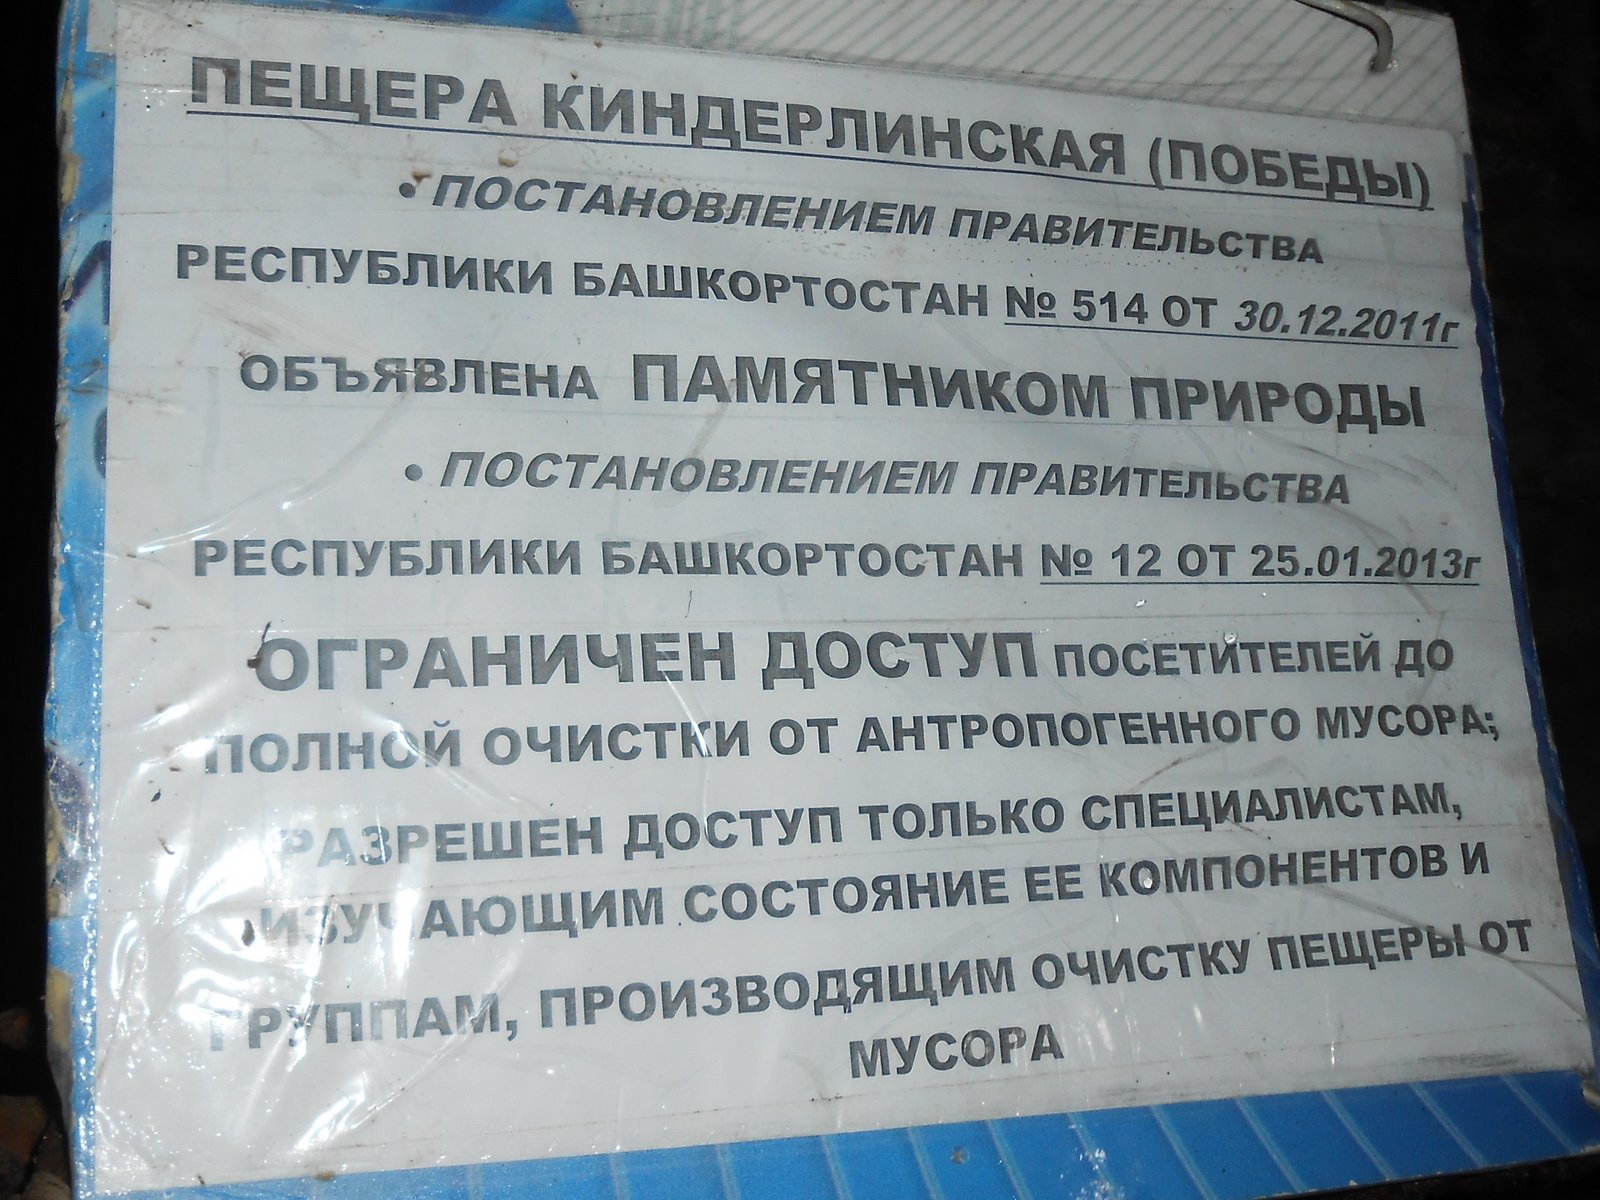 ПЕЩЕРА КИНДЕРЛИНСКАЯ (ПОБЕДЫ)
• ПОСТАНОВЛЕНИЕМ ПРАВИТЕЛЬСТВА
РЕСПУБЛИКИ БАШКОРТОСТАН № 514 ОТ 30.12.2011г
ОБЪЯВЛЕНА ПАМЯТНИКОМ ПРИРОДЫ
• ПОСТАНОВЛЕНИЕМ ПРАВИТЕЛЬСТВА
РЕСПУБЛИКИ БАШКОРТОСТАН № 12 ОТ 25.01.2013г
ОГРАНИЧЕН ДОСТУП ПОСЕТИТЕЛЕЙ ДО
ПОЛНОЙ ОЧИСТКИ ОТ АНТРОПОГЕННОГО МУСОРА;
РАЗРЕШЕН ДОСТУП ТОЛЬКО СПЕЦИАЛИСТАМ,
ИЗУЧАЮЩИМ СОСТОЯНИЕ ЕЕ КОМПОНЕНТОВ И
ГРУППАМ, ПРОИЗВОДЯЩИМ ОЧИСТКУ ПЕЩЕРЫ ОТ
МУСОРА